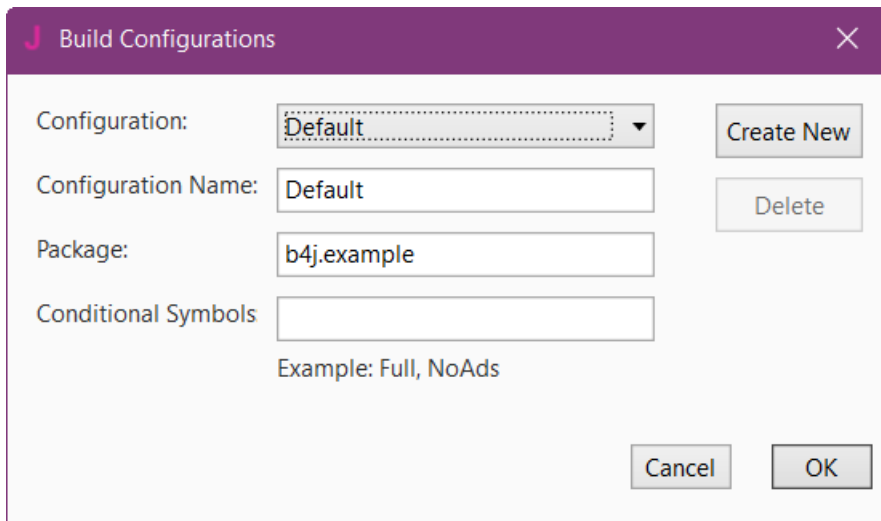 J Build Configurations
Configuration: Default Create New
Configuration Name: Default Delete
Package: b4j.example
Conditional Symbols
Example: Full, NoAds
Cancel OK